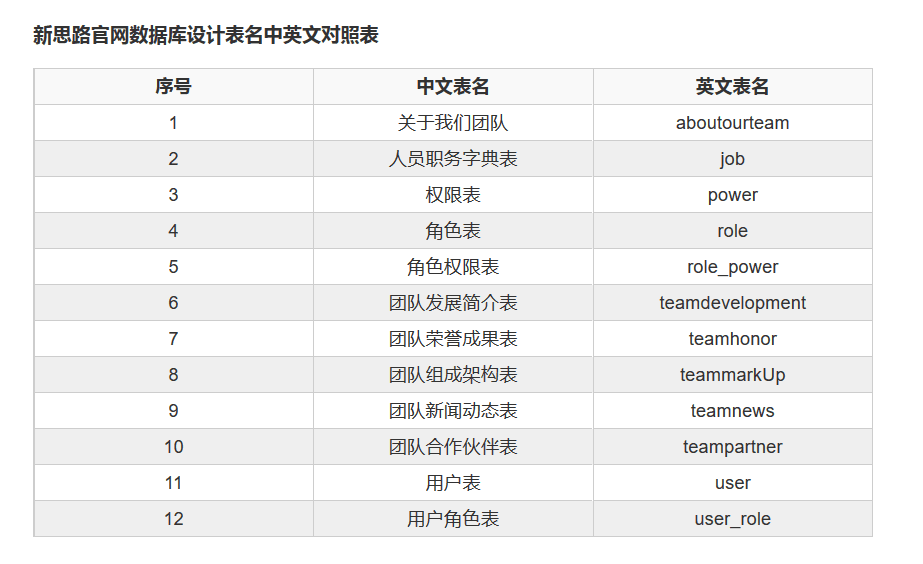 新思路官网数据库设计表名中英文对照表
序号 中文表名 英文表名
1 关于我们团队 aboutourteam
2 人员职务字典表 job
3 权限表 power
4 角色表 role
5 角色权限表 role_power
6 团队发展简介表 teamdevelopment
7 团队荣誉成果表 teamhonor
8 团队组成架构表 teammarkUp
9 团队新闻动态表 teamnews
10 团队合作伙伴表 teampartner
11 用户表 user
12 用户角色表 user_role